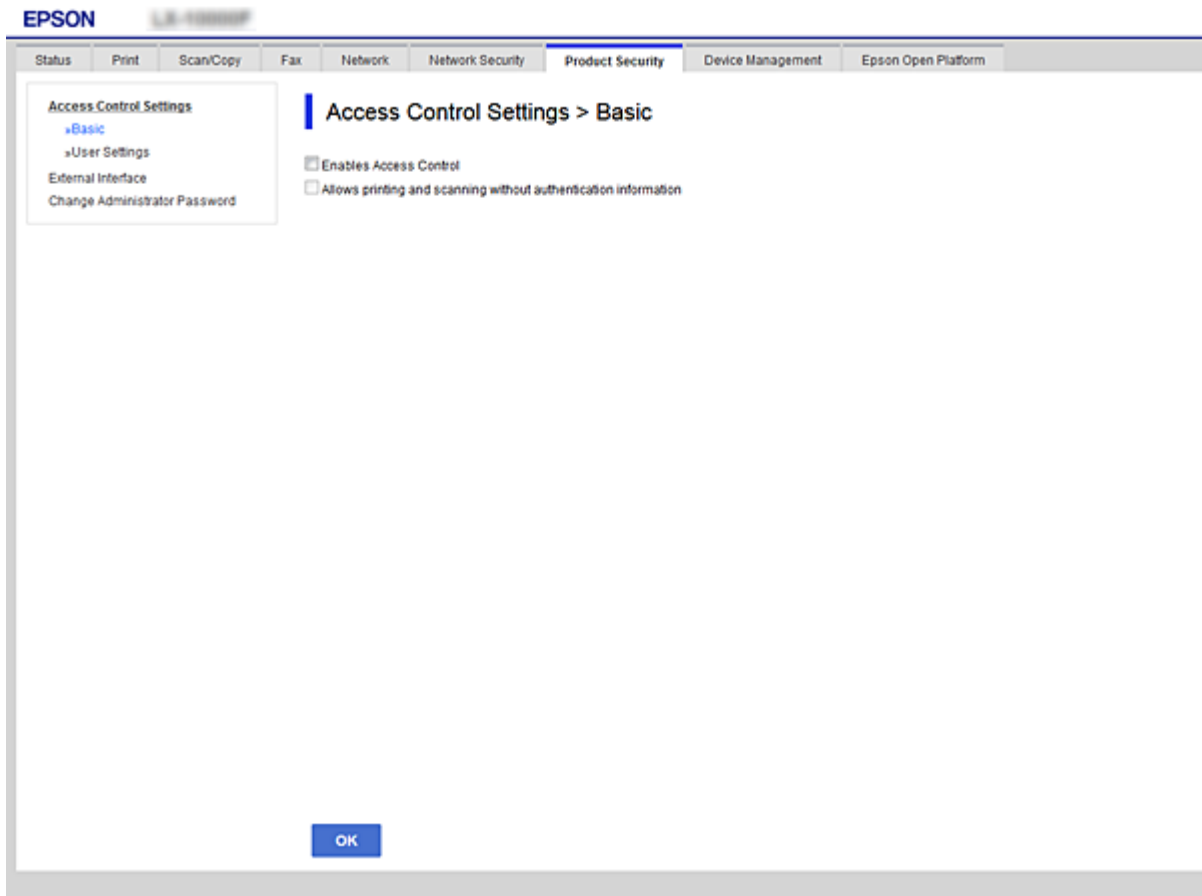 EPSON
Status Print Scan/Copy Fax Network Network Security Product Security Device Management Epson Open Platform
Access Control Settings
»Basic
»User Settings
External Interface
Change Administrator Password
Access Control Settings > Basic
Enables Access Control
Allows printing and scanning without authentication information
OK